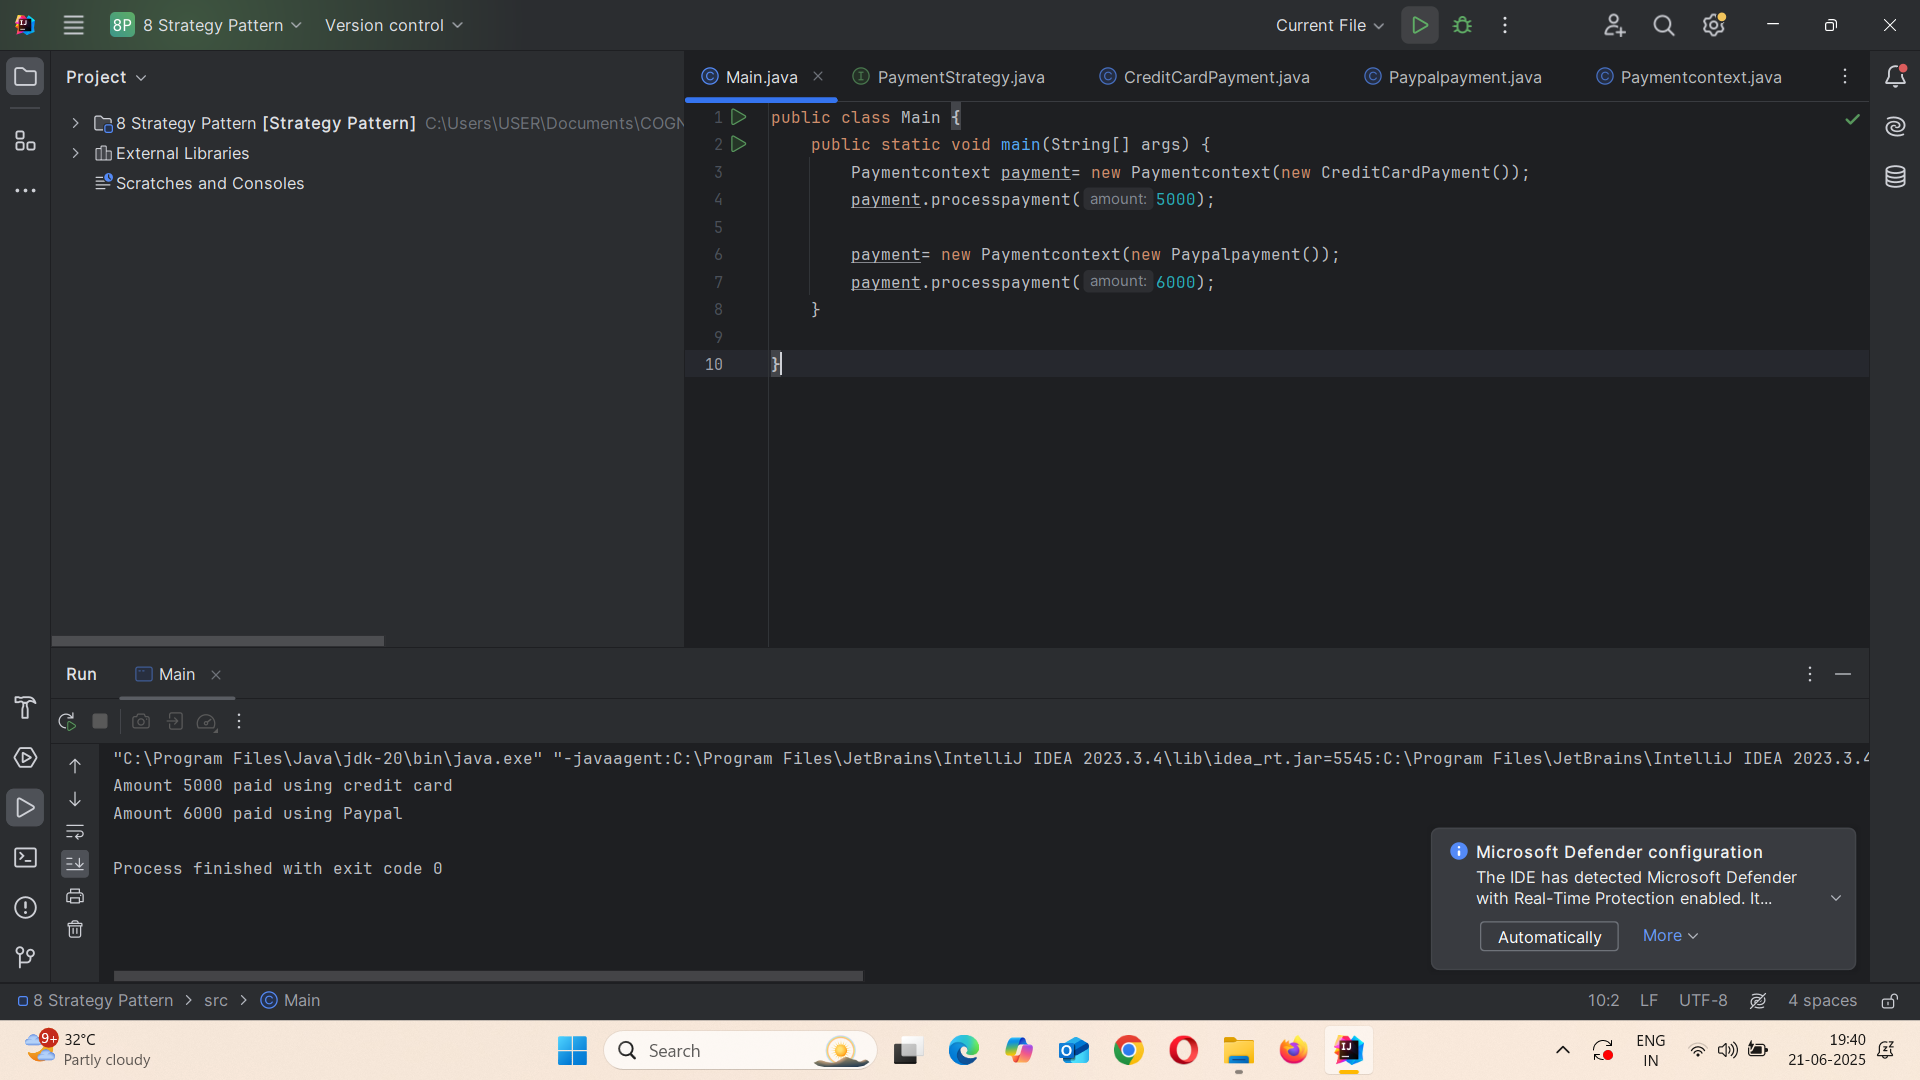 8P 8 Strategy Pattern Version control Current File
Project
Main.java PaymentStrategy.java CreditCardPayment.java Paypalpayment.java Paymentcontext.java
8 Strategy Pattern [Strategy Pattern] C:\Users\USER\Documents\COGN
External Libraries
Scratches and Consoles
1 public class Main {
2 public static void main(String[] args) {
3 Paymentcontext payment= new Paymentcontext(new CreditCardPayment());
4 payment.processpayment( amount: 5000);
5
6 payment= new Paymentcontext(new Paypalpayment());
7 payment.processpayment( amount: 6000);
8 }
9
10 }
Run Main
"C:\Program Files\Java\jdk-20\bin\java.exe" "-javaagent:C:\Program Files\JetBrains\IntelliJ IDEA 2023.3.4\lib\idea_rt.jar=5545:C:\Program Files\JetBrains\IntelliJ IDEA 2023.3.4
Amount 5000 paid using credit card
Amount 6000 paid using Paypal
Process finished with exit code 0
Microsoft Defender configuration
The IDE has detected Microsoft Defender
with Real-Time Protection enabled. It...
Automatically More
8 Strategy Pattern > src > Main 10:2 LF UTF-8 4 spaces
9+ 32°C
Partly cloudy
Search
ENG
IN
19:40
21-06-2025